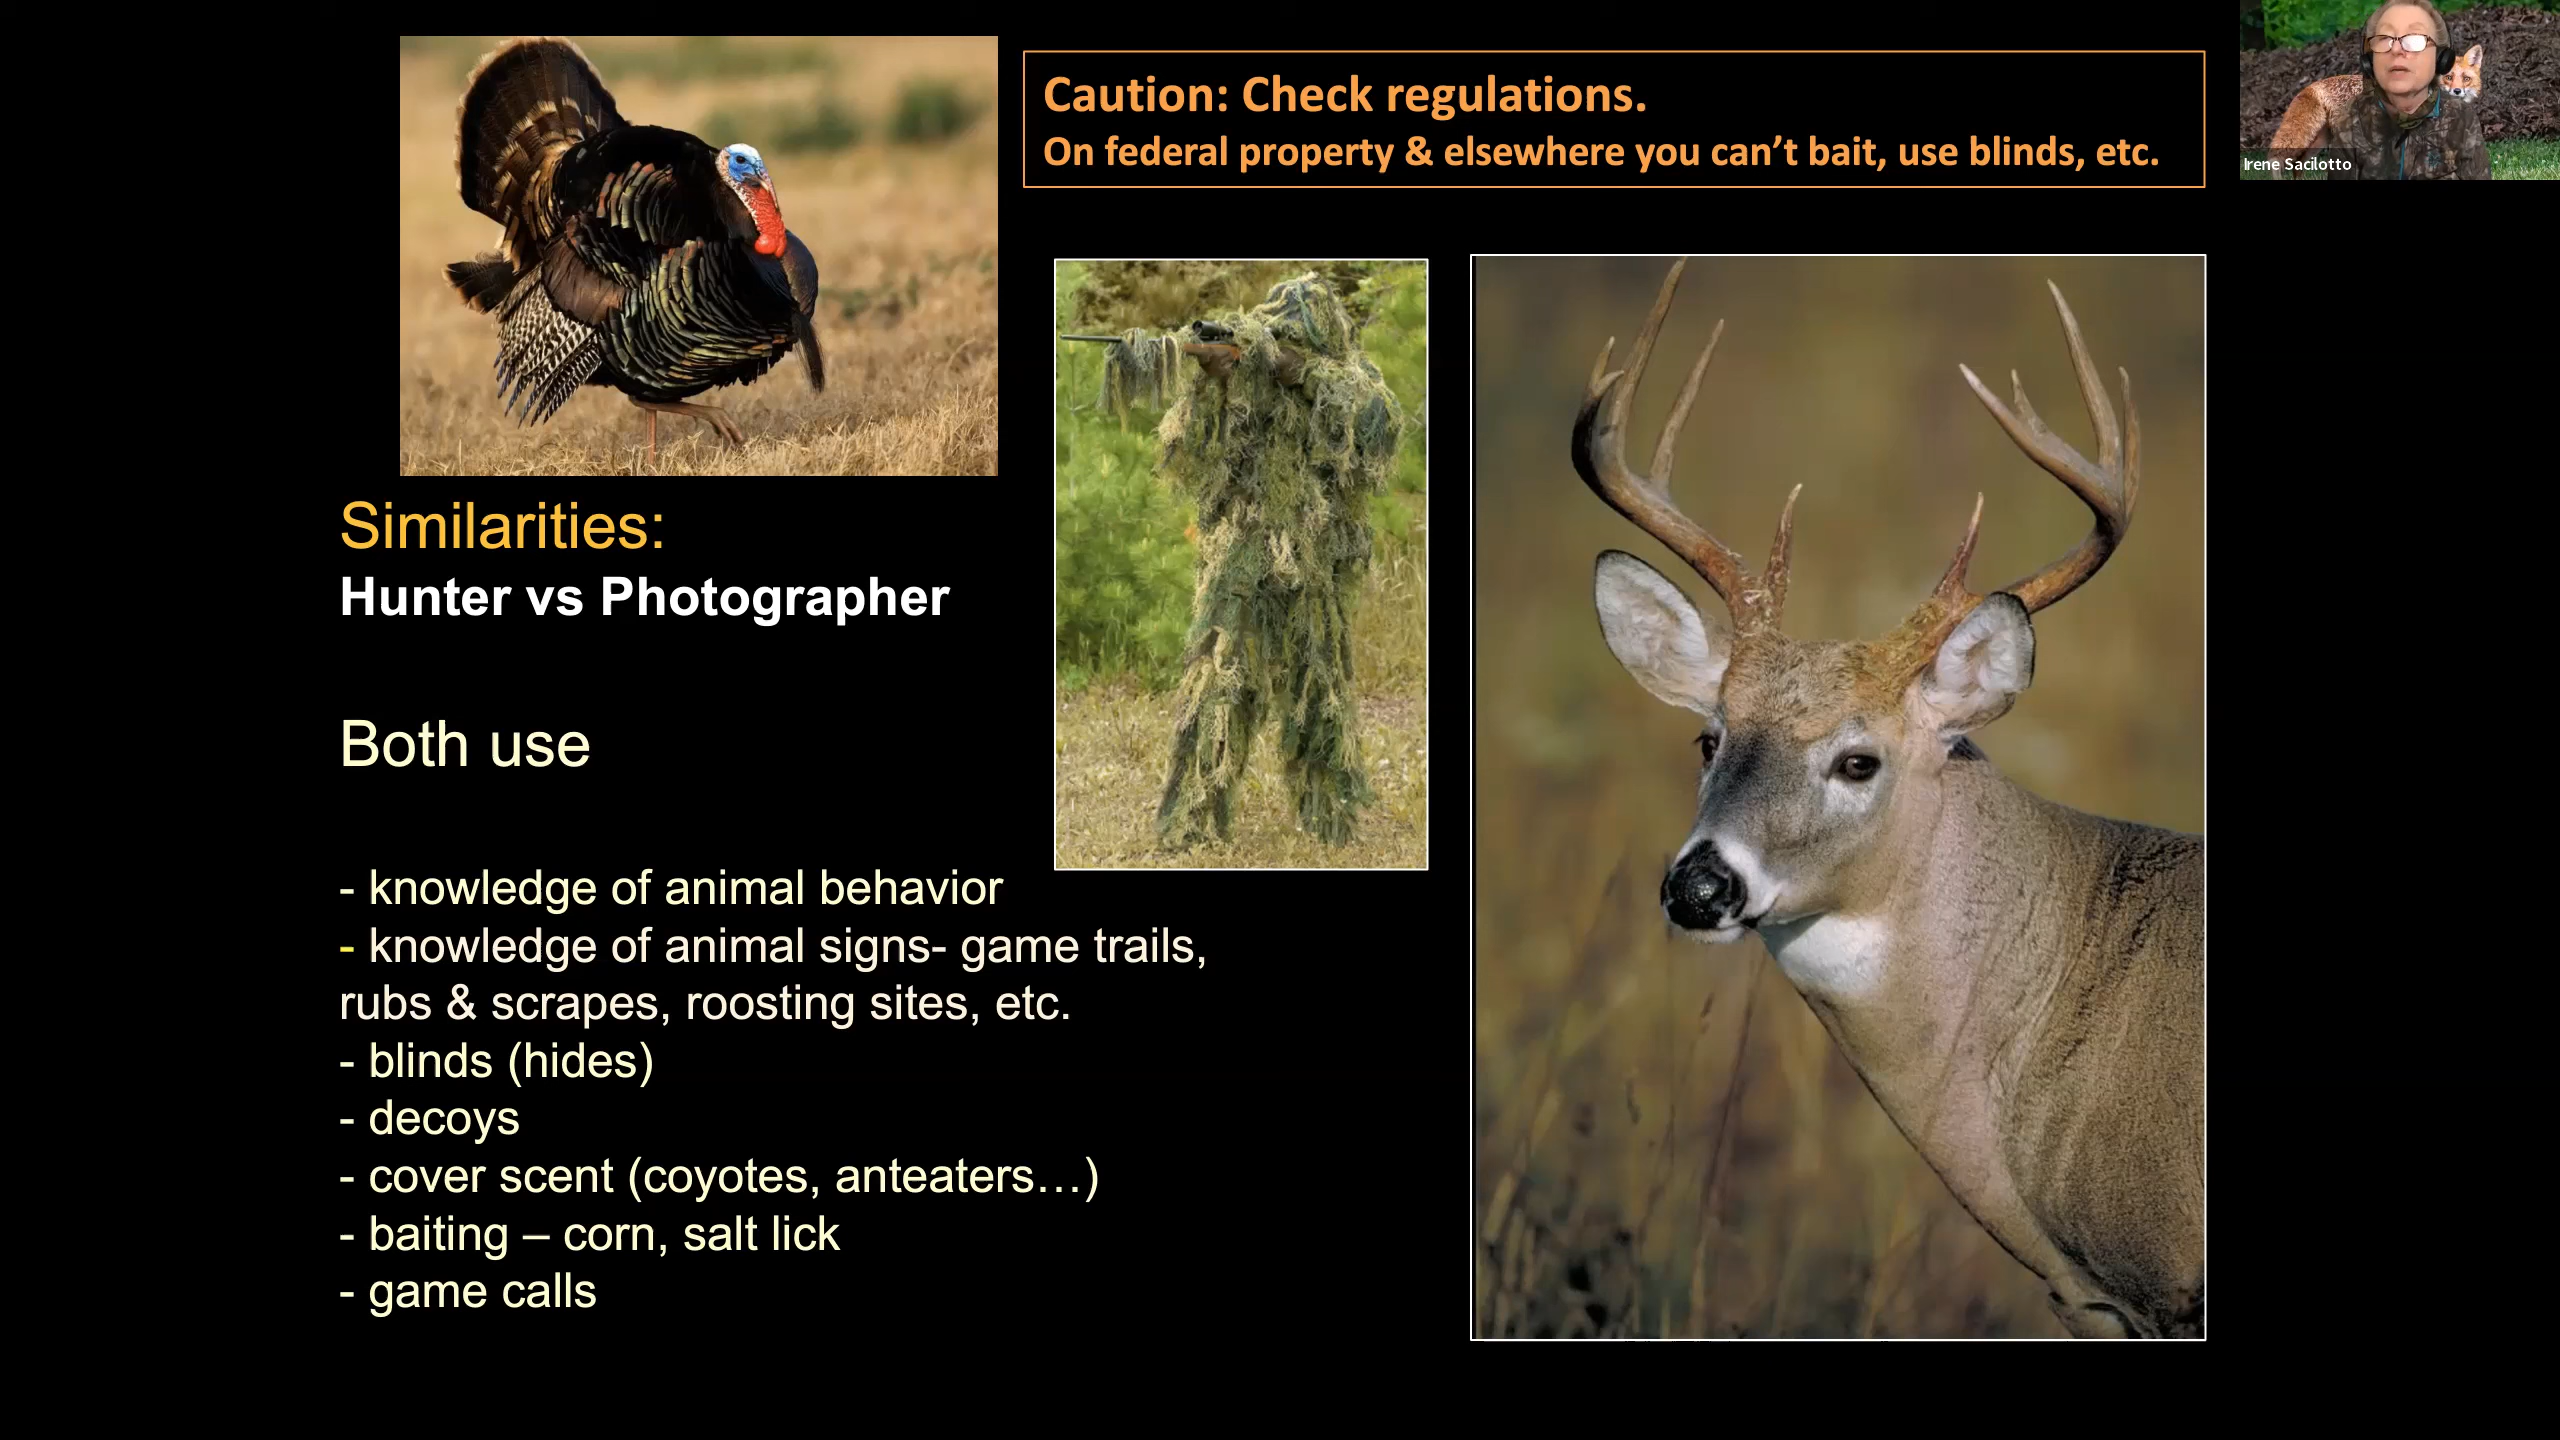 Caution: Check regulations.
On federal property & elsewhere you can’t bait, use blinds, etc.
Irene Sacilotto
Similarities:
Hunter vs Photographer
Both use
- knowledge of animal behavior
- knowledge of animal signs- game trails,
rubs & scrapes, roosting sites, etc.
- blinds (hides)
- decoys
- cover scent (coyotes, anteaters…)
- baiting – corn, salt lick
- game calls